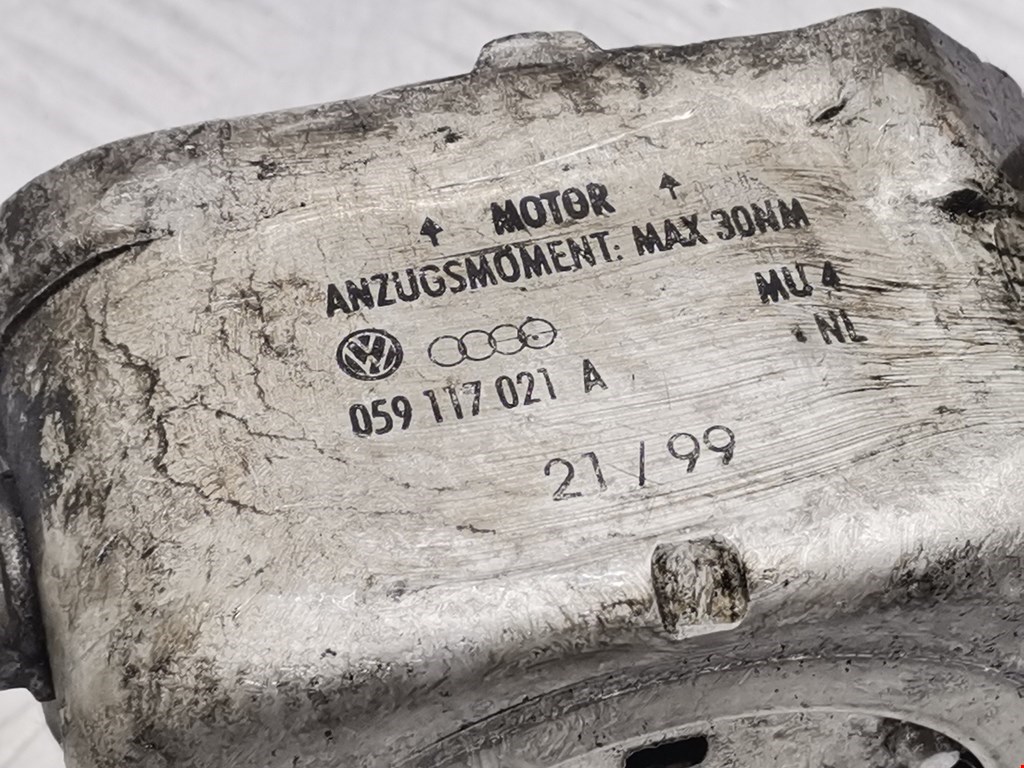 ↑ MOTOR ↑
ANZUGSMOMENT: MAX 30NM
MU 4
NL
059 117 021 A
21 / 99